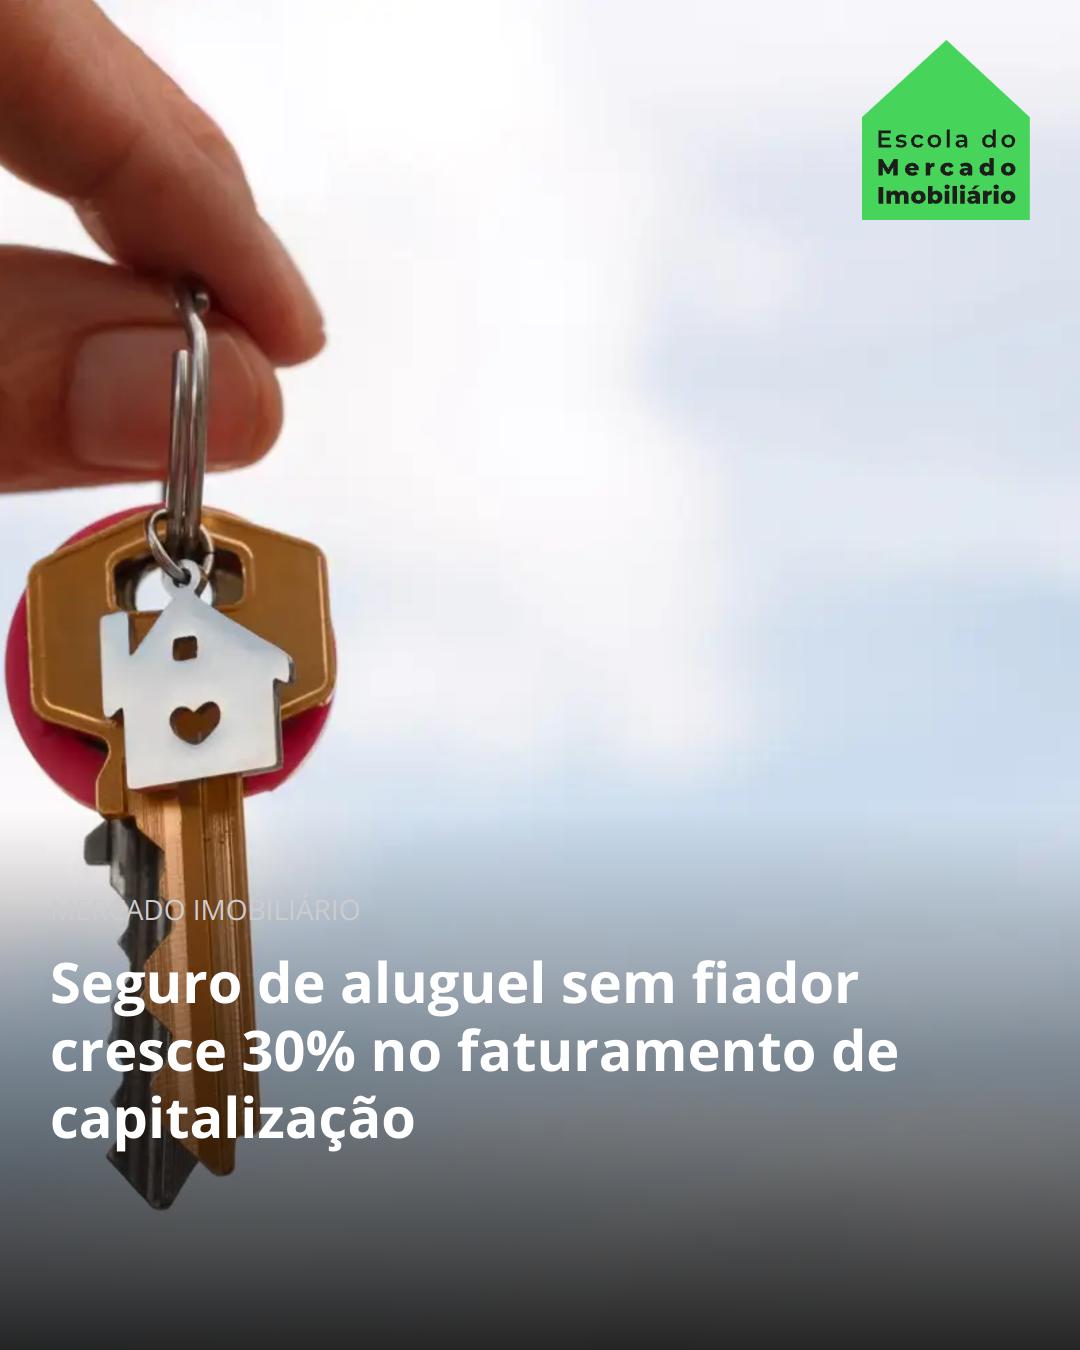 Escola do
Mercado
Imobiliário
MERCADO IMOBILIÁRIO
Seguro de aluguel sem fiador
cresce 30% no faturamento de
capitalização